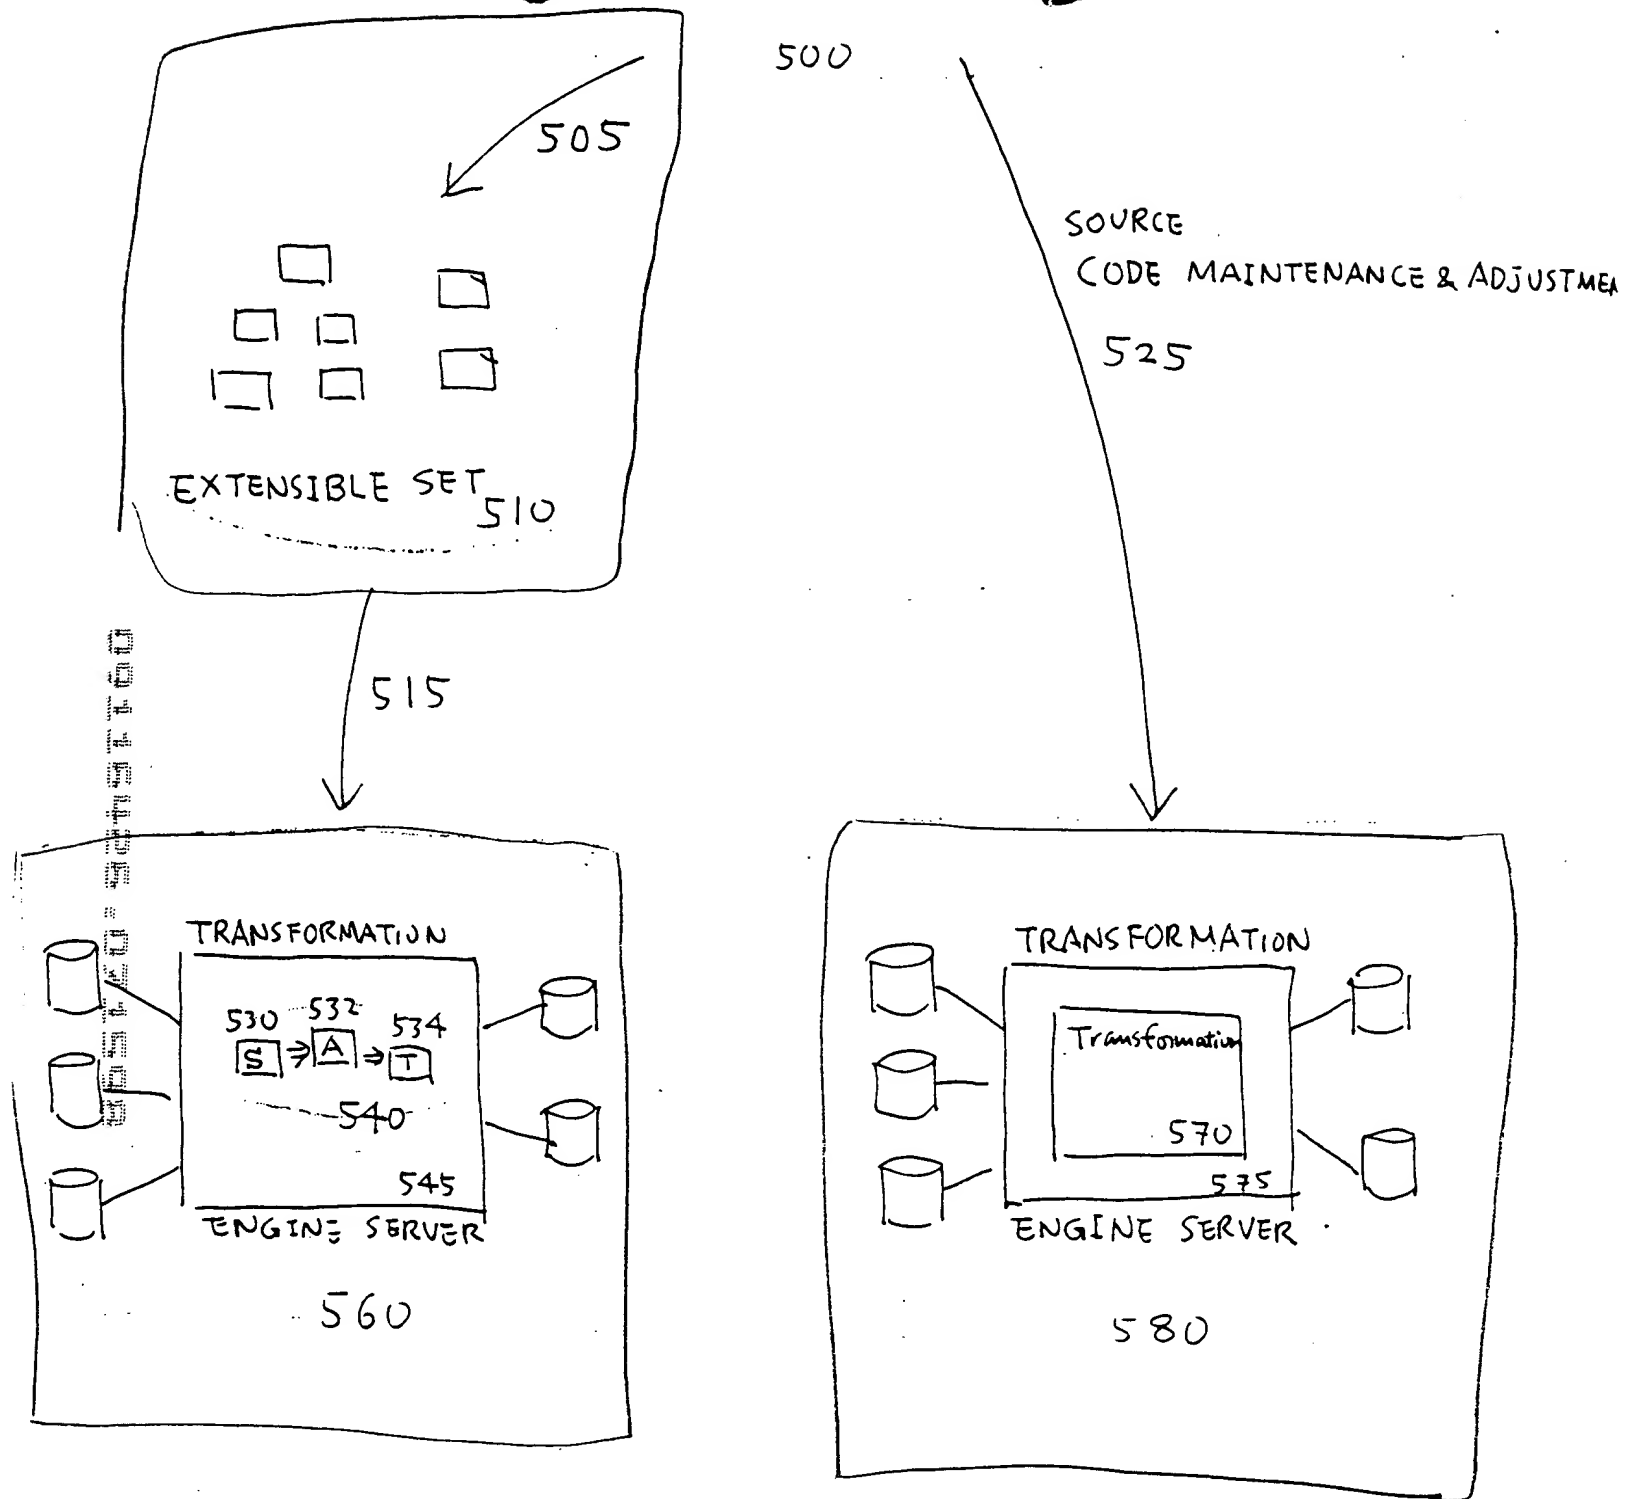 500
505
SOURCE
CODE MAINTENANCE & ADJUSTMEN
525
EXTENSIBLE SET
510
515
TRANSFORMATION
530 532 534
S ⇒ A ⇒ T
540
545
ENGINE SERVER
560
TRANSFORMATION
Transformation
570
575
ENGINE SERVER
580